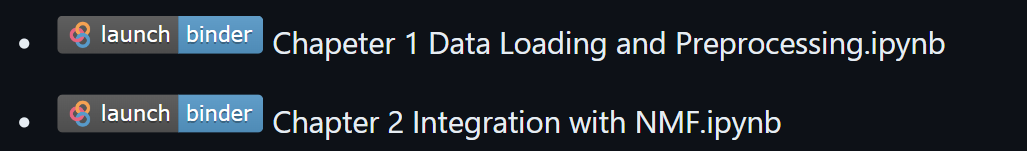 launch binder Chapeter 1 Data Loading and Preprocessing.ipynb
launch binder Chapter 2 Integration with NMF.ipynb